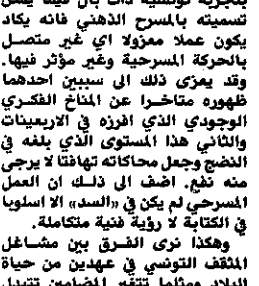 بتجربة تونسية ذات بال فيما يمكن
تسميته بالمسرح الذهني فانه يكاد
يكون عملا معزولا اي غير متصل
بالحركة المسرحية وغير مؤثر فيها.
وقد يعزى ذلك الى سببين احدهما
ظهوره متاخرا عن المناخ الفكري
الوجودي الذي افرزه في الاربعينات
والثاني هذا المستوى الذي بلغه في
النضج وجعل محاكاته تهافتا لا يرجى
منه نفع. اضف الى ذلك ان العمل
المسرحي لم يكن في «السد» الا اسلوبا
في الكتابة لا رؤية فنية متكاملة.
وهكذا نرى الفرق بين مشاغل
المثقف التونسي في عهدين من حياة
البلاد ومثلما تتغير المضامين تتبدل